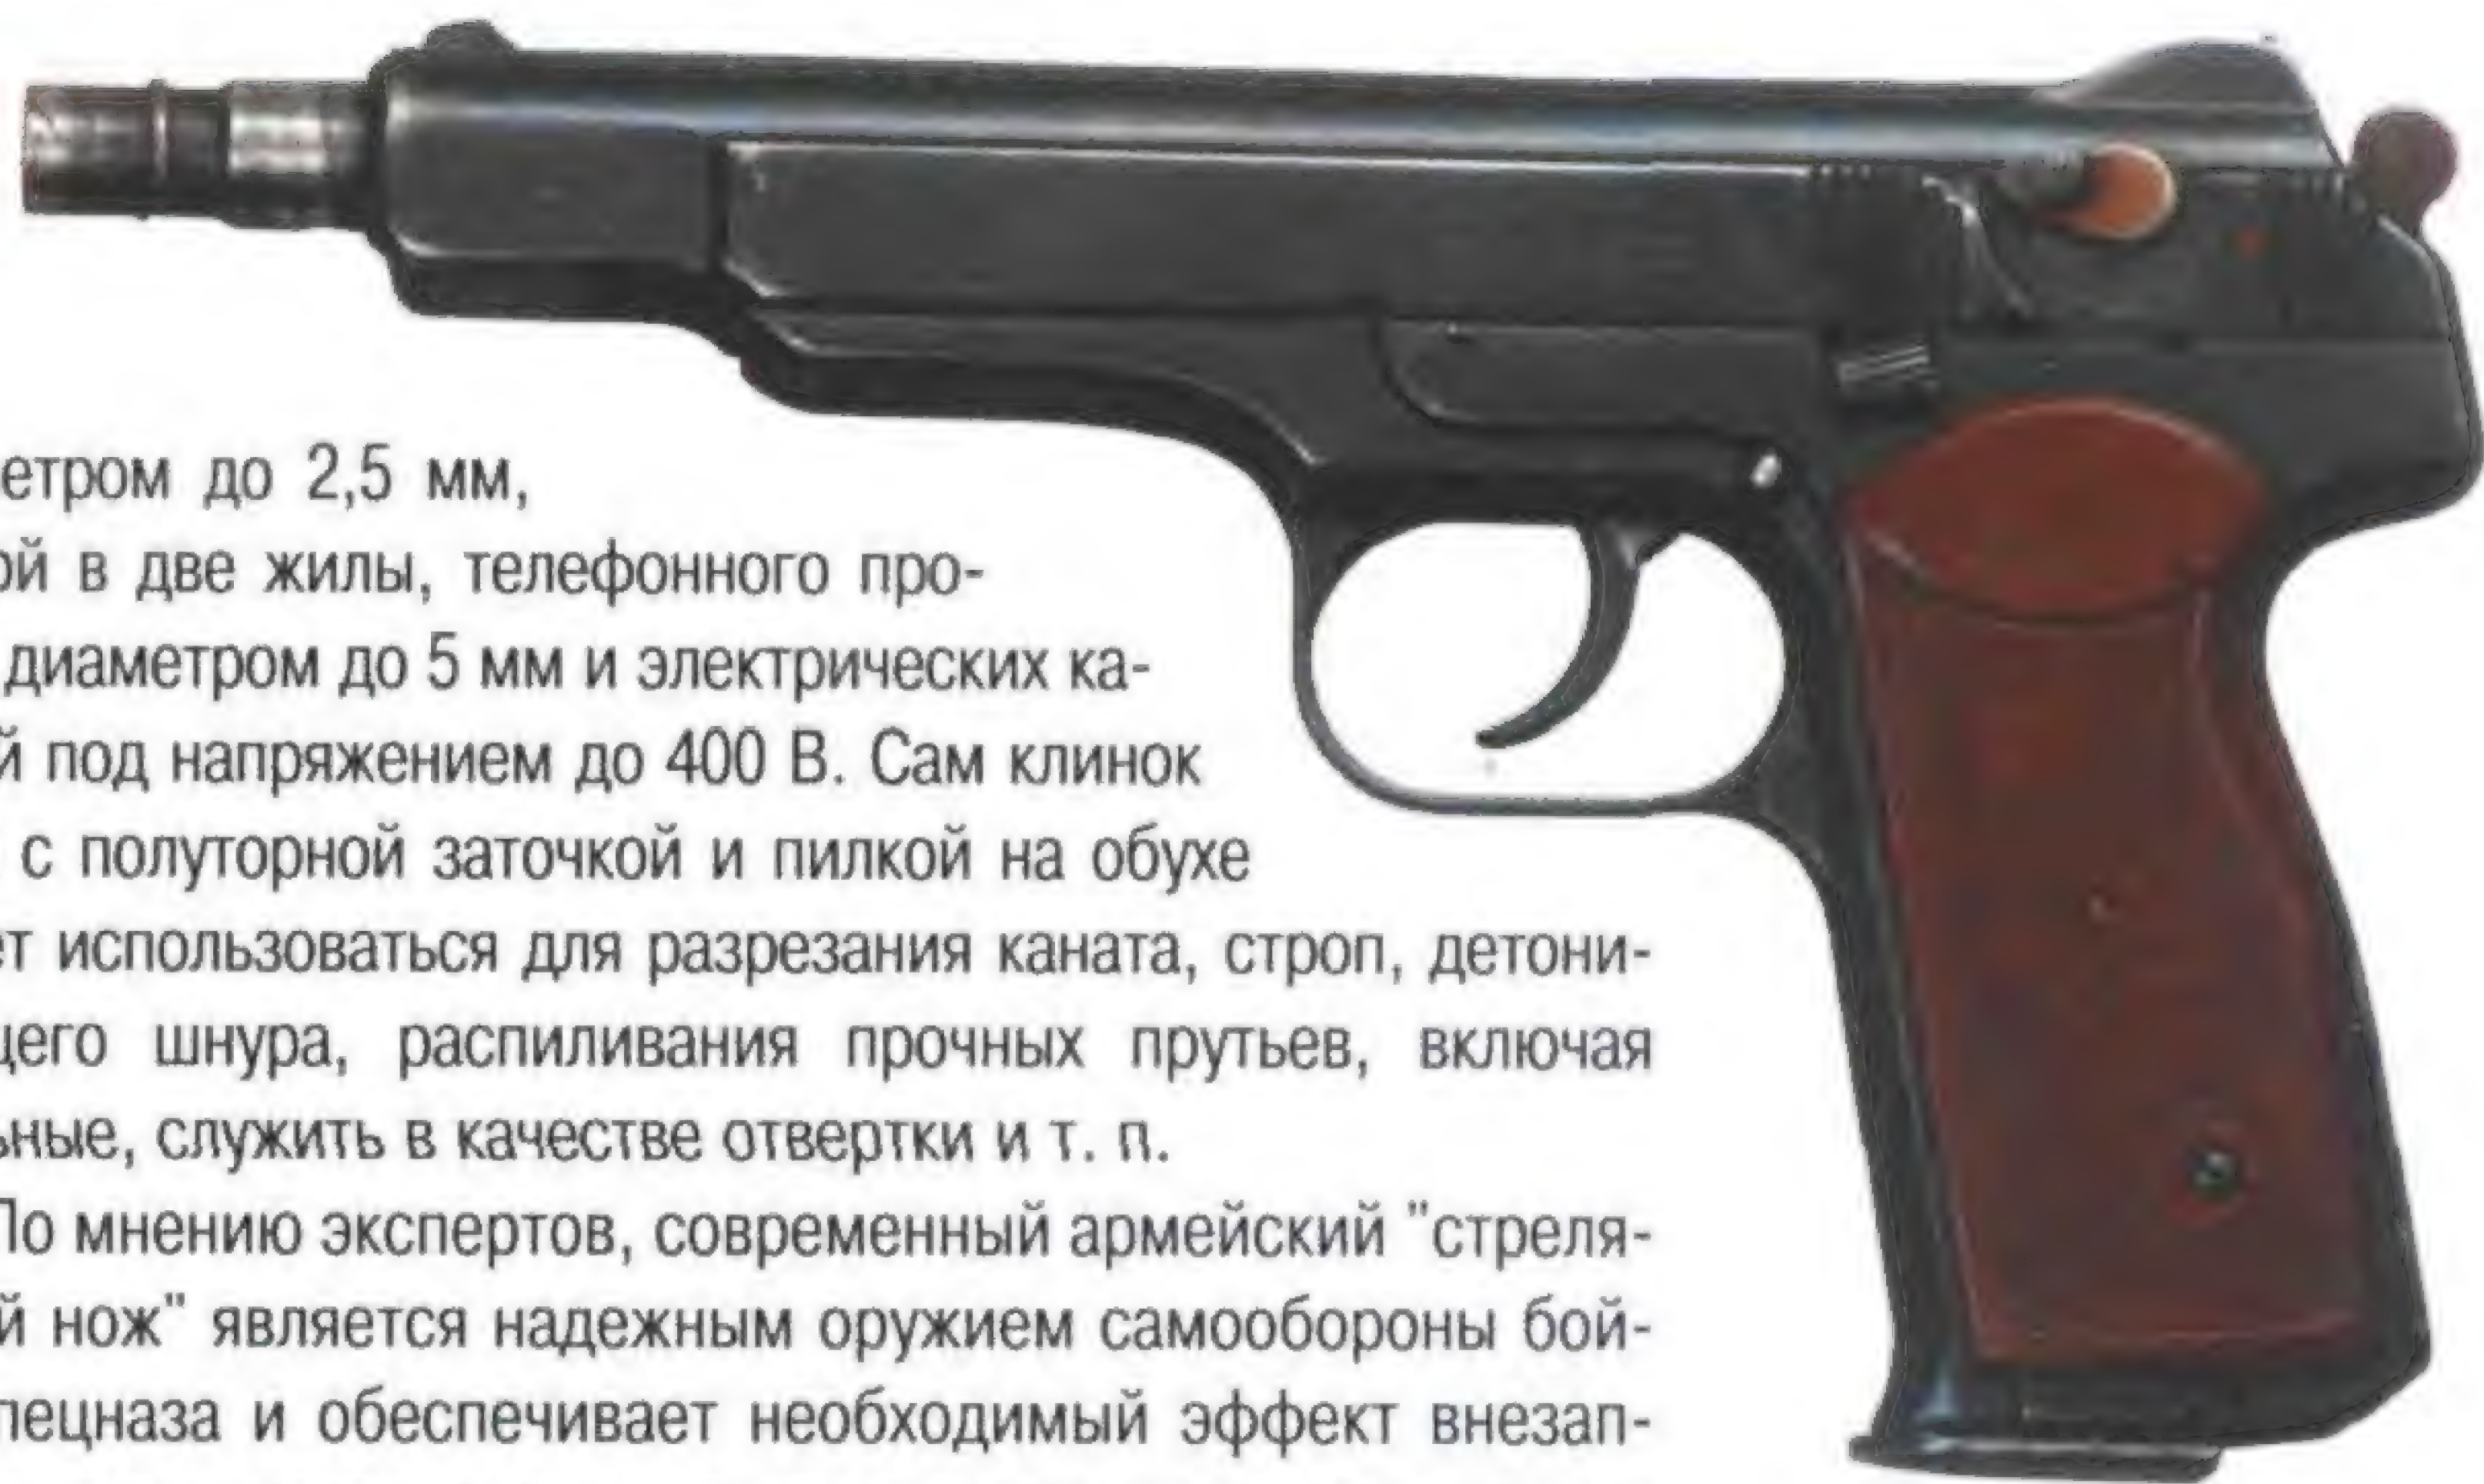 етром до 2,5 мм,
ой в две жилы, телефонного про-
диаметром до 5 мм и электрических ка-
й под напряжением до 400 В. Сам клинок
с полуторной заточкой и пилкой на обухе
ет использоваться для разрезания каната, строп, детони-
щего шнура, распиливания прочных прутьев, включая
ьные, служить в качестве отвертки и т. п.
По мнению экспертов, современный армейский "стреля-
й нож" является надежным оружием самообороны бой-
пецназа и обеспечивает необходимый эффект внезап-